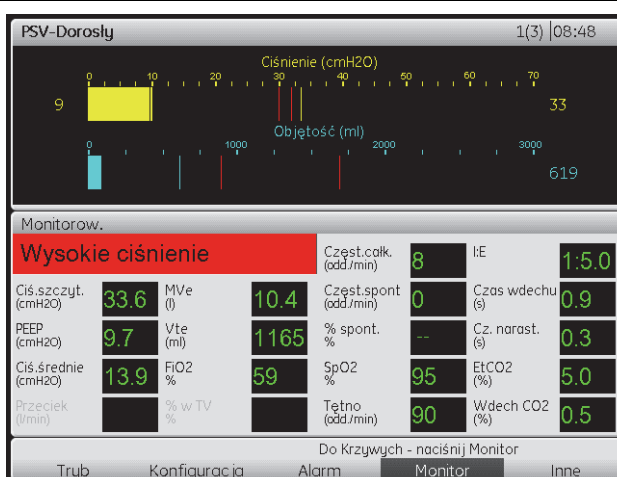 PSV-Dorosły 1(3) 08:48
Ciśnienie (cmH2O)
0 10 20 30 40 50 60 70
9 33
Objętość (ml)
0 1000 2000 3000
619
Monitorow.
Wysokie ciśnienie
Częst.całk. (odd./min) 8 I:E 1:5.0
Ciś.szczyt. (cmH2O) 33.6 MVe (l) 10.4 Częst.spont (odd./min) 0 Czas wdechu (s) 0.9
PEEP (cmH2O) 9.7 Vte (ml) 1165 % spont. % -- Cz. narast. (s) 0.3
Ciś.średnie (cmH2O) 13.9 FiO2 % 59 SpO2 % 95 EtCO2 (%) 5.0
Przeciek (l/min) % w TV % Tętno (odd./min) 90 Wdech CO2 (%) 0.5
Do Krzywych - naciśnij Monitor
Tryb Konfiguracja Alarm Monitor Inne